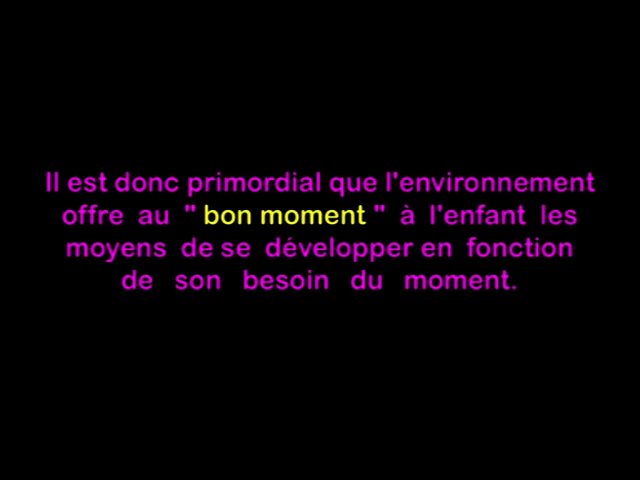 Il est donc primordial que l'environnement
offre au " bon moment " à l'enfant les
moyens de se développer en fonction
de son besoin du moment.